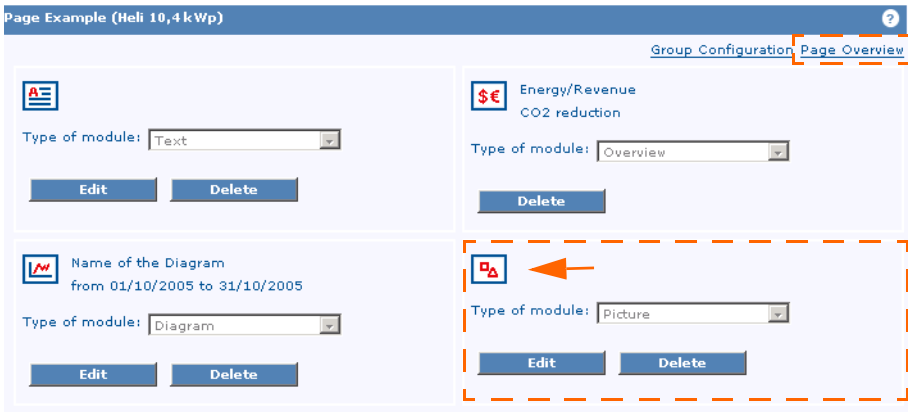 Page Example (Heli 10,4 kWp)
?
Group Configuration Page Overview
A
Type of module: Text
Edit Delete
$€
Energy/Revenue
CO2 reduction
Type of module: Overview
Delete
Name of the Diagram
from 01/10/2005 to 31/10/2005
Type of module: Diagram
Edit Delete
Type of module: Picture
Edit Delete